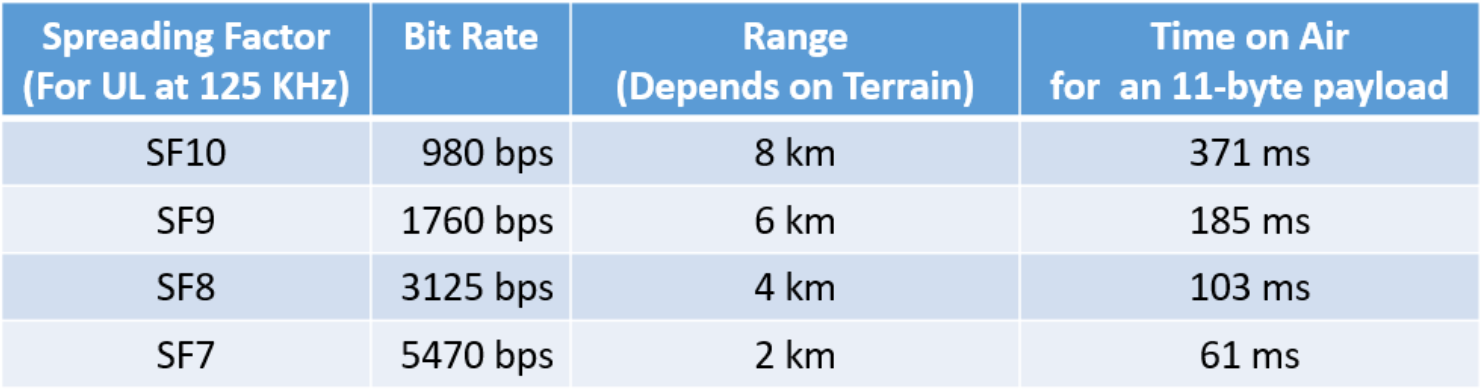 Spreading Factor (For UL at 125 KHz) Bit Rate Range (Depends on Terrain) Time on Air for an 11-byte payload
SF10 980 bps 8 km 371 ms
SF9 1760 bps 6 km 185 ms
SF8 3125 bps 4 km 103 ms
SF7 5470 bps 2 km 61 ms